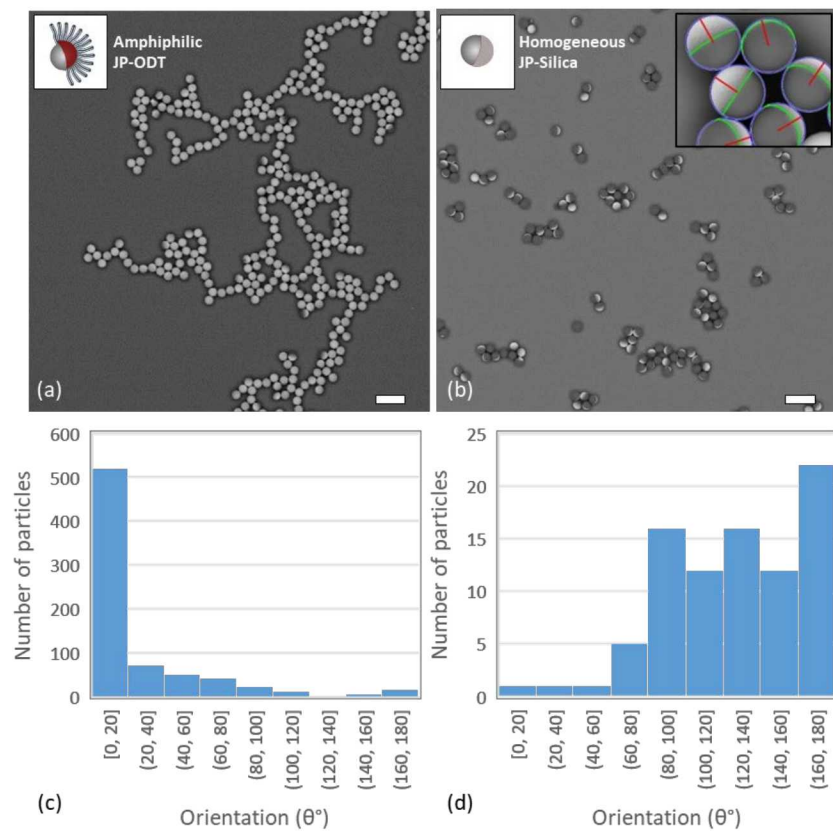 Amphiphilic
JP-ODT
(a)
Homogeneous
JP-Silica
(b)
Number of particles
600
500
400
300
200
100
0
[0, 20]
(20, 40]
(40, 60]
(60, 80]
(80, 100]
(100, 120]
(120, 140]
(140, 160]
(160, 180]
(c)
Orientation (θ°)
Number of particles
25
20
15
10
5
0
[0, 20]
(20, 40]
(40, 60]
(60, 80]
(80, 100]
(100, 120]
(120, 140]
(140, 160]
(160, 180]
(d)
Orientation (θ°)